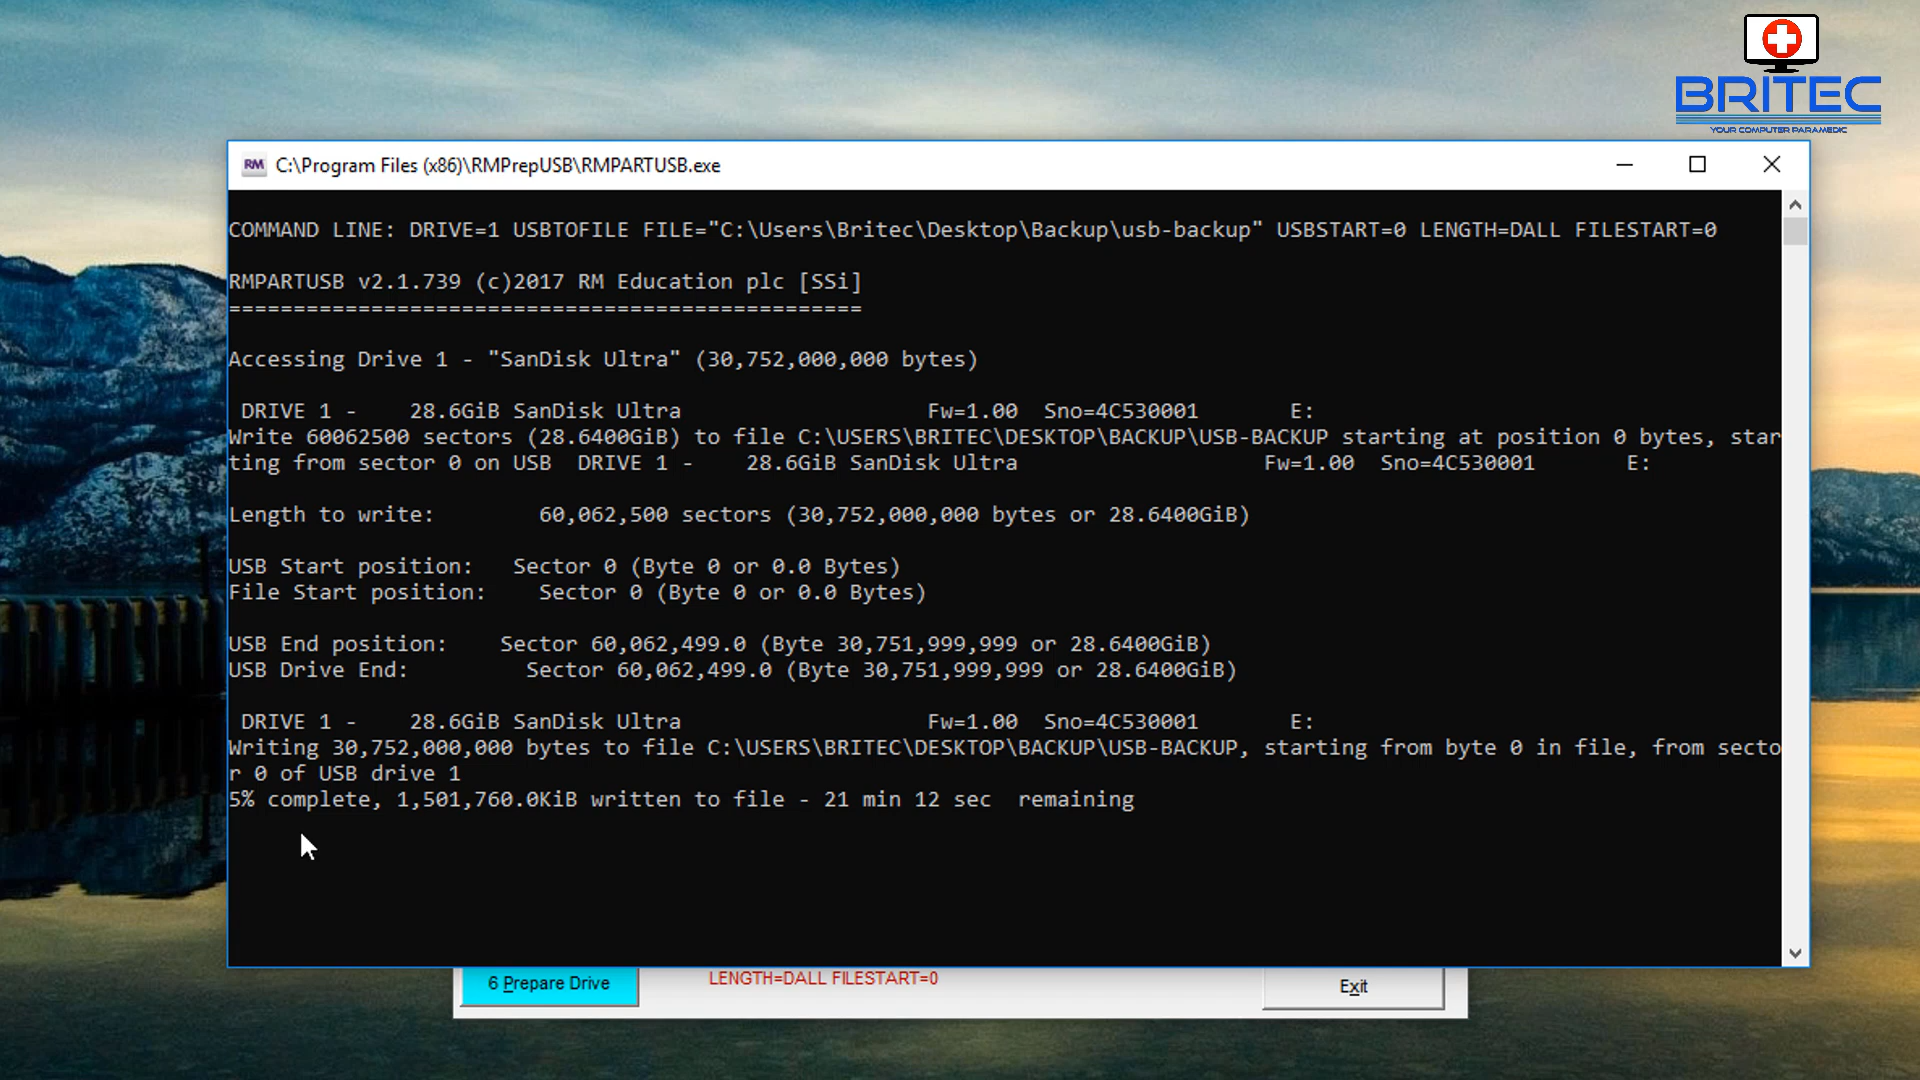 BRITEC
YOUR COMPUTER PARAMEDIC
RM C:\Program Files (x86)\RMPrepUSB\RMPARTUSB.exe
COMMAND LINE: DRIVE=1 USBTOFILE FILE="C:\Users\Britec\Desktop\Backup\usb-backup" USBSTART=0 LENGTH=DALL FILESTART=0
RMPARTUSB v2.1.739 (c)2017 RM Education plc [SSi]
=================================================
Accessing Drive 1 - "SanDisk Ultra" (30,752,000,000 bytes)
DRIVE 1 - 28.6GiB SanDisk Ultra Fw=1.00 Sno=4C530001 E:
Write 60062500 sectors (28.6400GiB) to file C:\USERS\BRITEC\DESKTOP\BACKUP\USB-BACKUP starting at position 0 bytes, star
ting from sector 0 on USB DRIVE 1 - 28.6GiB SanDisk Ultra Fw=1.00 Sno=4C530001 E:
Length to write: 60,062,500 sectors (30,752,000,000 bytes or 28.6400GiB)
USB Start position: Sector 0 (Byte 0 or 0.0 Bytes)
File Start position: Sector 0 (Byte 0 or 0.0 Bytes)
USB End position: Sector 60,062,499.0 (Byte 30,751,999,999 or 28.6400GiB)
USB Drive End: Sector 60,062,499.0 (Byte 30,751,999,999 or 28.6400GiB)
DRIVE 1 - 28.6GiB SanDisk Ultra Fw=1.00 Sno=4C530001 E:
Writing 30,752,000,000 bytes to file C:\USERS\BRITEC\DESKTOP\BACKUP\USB-BACKUP, starting from byte 0 in file, from secto
r 0 of USB drive 1
5% complete, 1,501,760.0KiB written to file - 21 min 12 sec remaining
6 Prepare Drive
LENGTH=DALL FILESTART=0
Exit